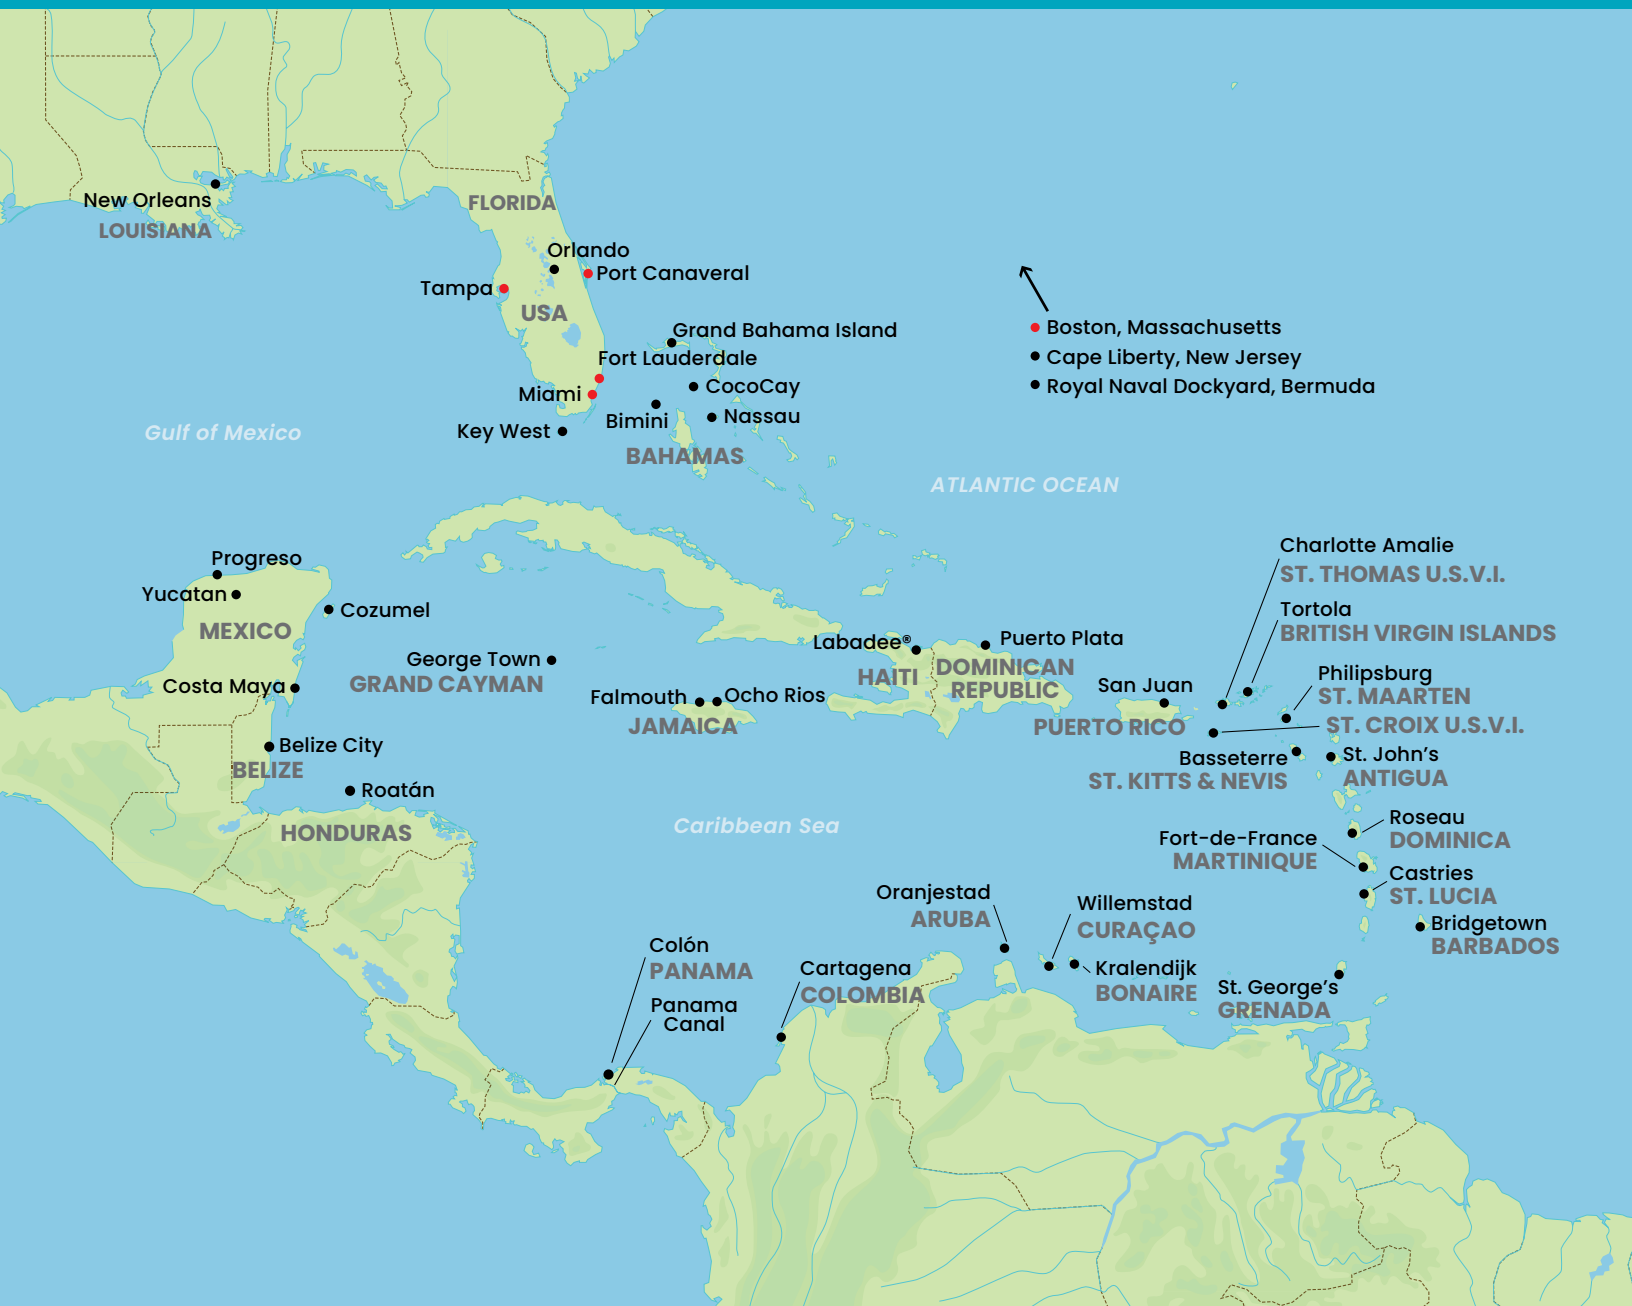 New Orleans
LOUISIANA
FLORIDA
Orlando
Port Canaveral
Tampa
USA
Grand Bahama Island
Fort Lauderdale
CocoCay
Miami
Bimini
Nassau
Key West
BAHAMAS
Gulf of Mexico
Boston, Massachusetts
Cape Liberty, New Jersey
Royal Naval Dockyard, Bermuda
ATLANTIC OCEAN
Progreso
Yucatan
Cozumel
MEXICO
George Town
GRAND CAYMAN
Costa Maya
Falmouth
Ocho Rios
JAMAICA
Labadee®
HAITI
Puerto Plata
DOMINICAN
REPUBLIC
San Juan
PUERTO RICO
Charlotte Amalie
ST. THOMAS U.S.V.I.
Tortola
BRITISH VIRGIN ISLANDS
Philipsburg
ST. MAARTEN
ST. CROIX U.S.V.I.
Basseterre
ST. KITTS & NEVIS
St. John's
ANTIGUA
Belize City
BELIZE
Roatán
HONDURAS
Caribbean Sea
Roseau
DOMINICA
Fort-de-France
MARTINIQUE
Castries
ST. LUCIA
Bridgetown
BARBADOS
Oranjestad
ARUBA
Willemstad
CURAÇAO
Kralendijk
BONAIRE
St. George's
GRENADA
Colón
PANAMA
Panama
Canal
Cartagena
COLOMBIA